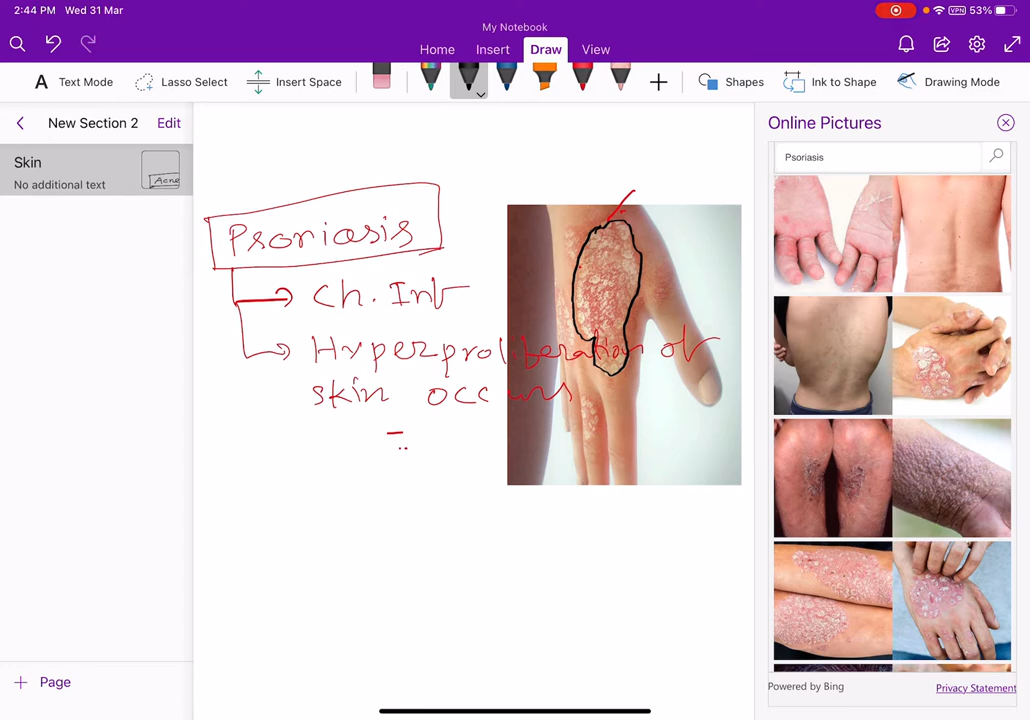 2:44 PM Wed 31 Mar
VPN 53%
My Notebook
Home Insert Draw View
A Text Mode Lasso Select Insert Space Shapes Ink to Shape Drawing Mode
New Section 2 Edit
Skin
No additional text
Acne
Psoriasis
Ch. Inf
Hyperproliferation of
skin occurs
Online Pictures
Psoriasis
Powered by Bing Privacy Statement
+ Page